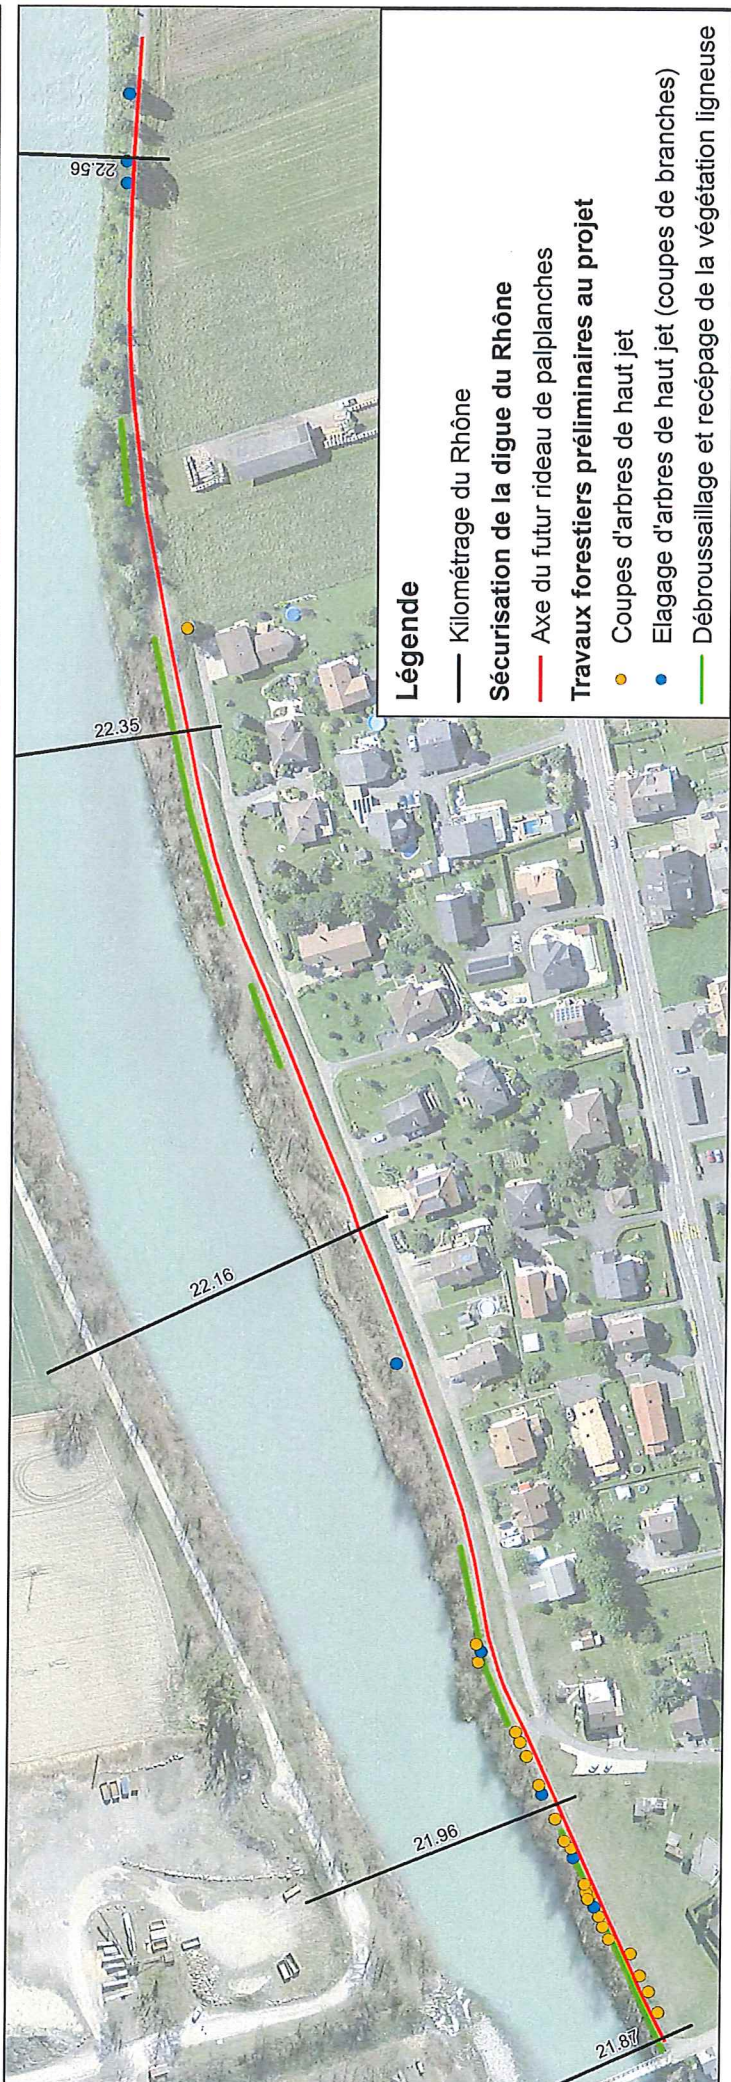 22.56
22.35
22.16
21.96
21.87
Légende
Kilométrage du Rhône
Sécurisation de la digue du Rhône
Axe du futur rideau de palplanches
Travaux forestiers préliminaires au projet
Coupes d'arbres de haut jet
Elagage d'arbres de haut jet (coupes de branches)
Débroussaillage et recépage de la végétation ligneuse